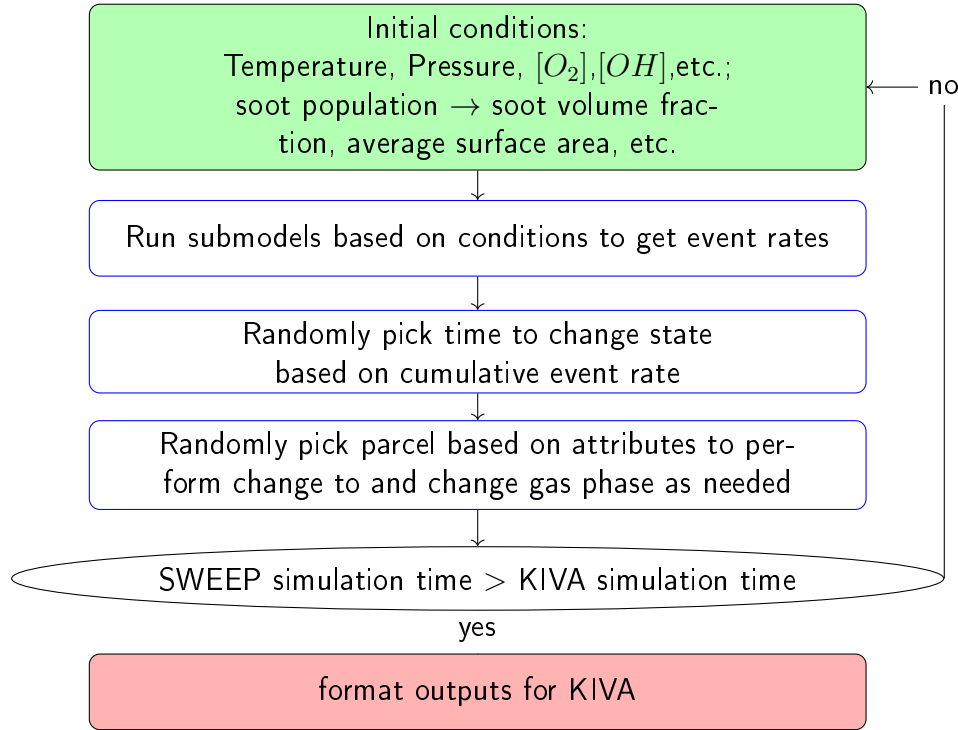 Initial conditions:
Temperature, Pressure, [O₂],[OH],etc.;
soot population → soot volume frac-
tion, average surface area, etc.
no
Run submodels based on conditions to get event rates
Randomly pick time to change state
based on cumulative event rate
Randomly pick parcel based on attributes to per-
form change to and change gas phase as needed
SWEEP simulation time > KIVA simulation time
yes
format outputs for KIVA